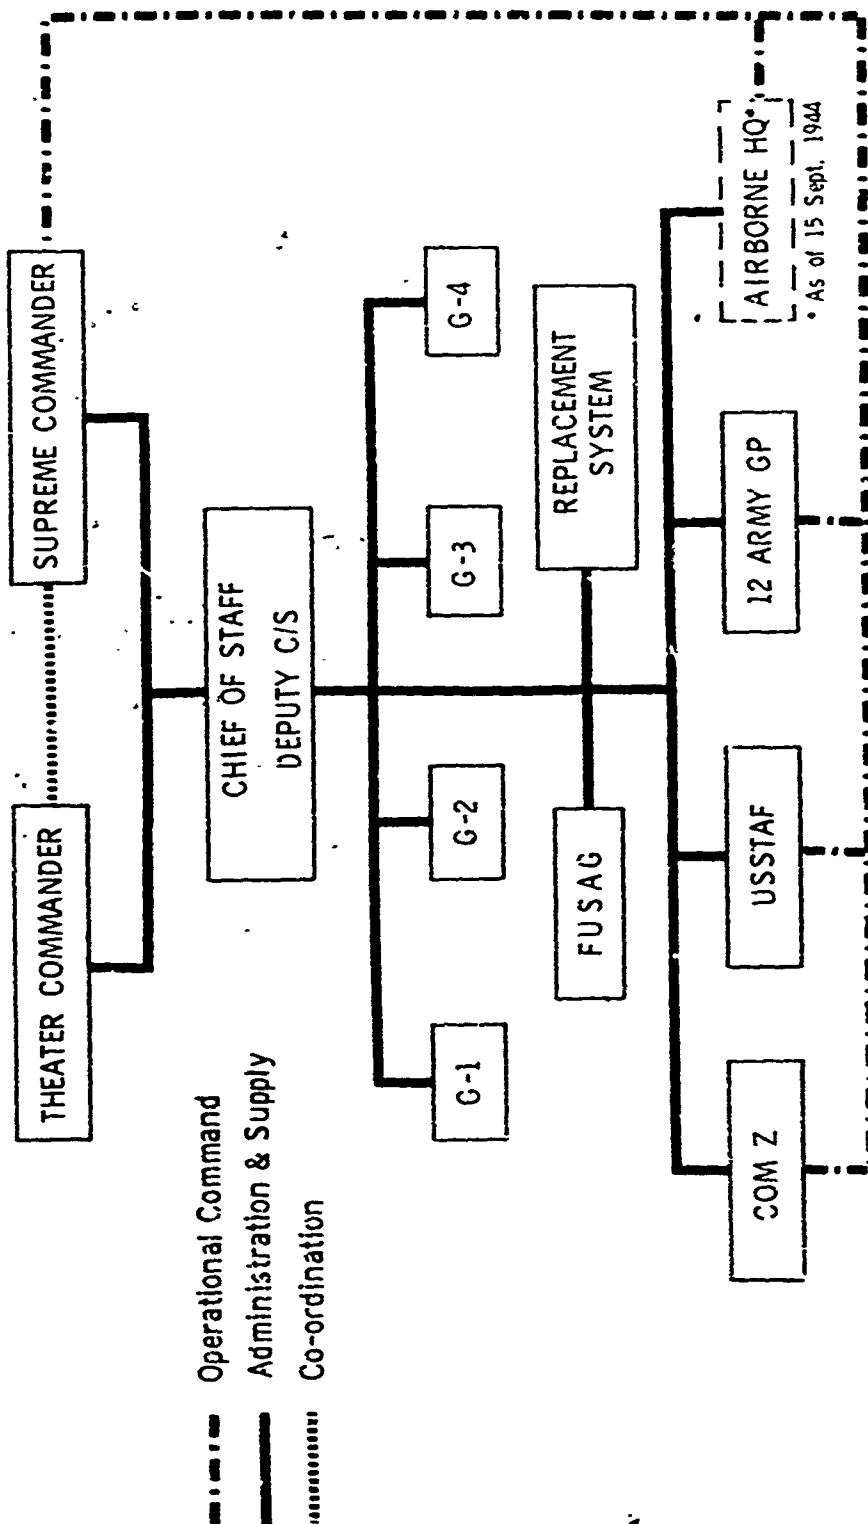 THEATER COMMANDER
SUPREME COMMANDER
CHIEF OF STAFF
DEPUTY C/S
Operational Command
Administration & Supply
Co-ordination
G-1
G-2
G-3
G-4
FUSAG
REPLACEMENT
SYSTEM
COM Z
USSTAF
12 ARMY GP
AIRBORNE HQ*
* As of 15 Sept. 1944